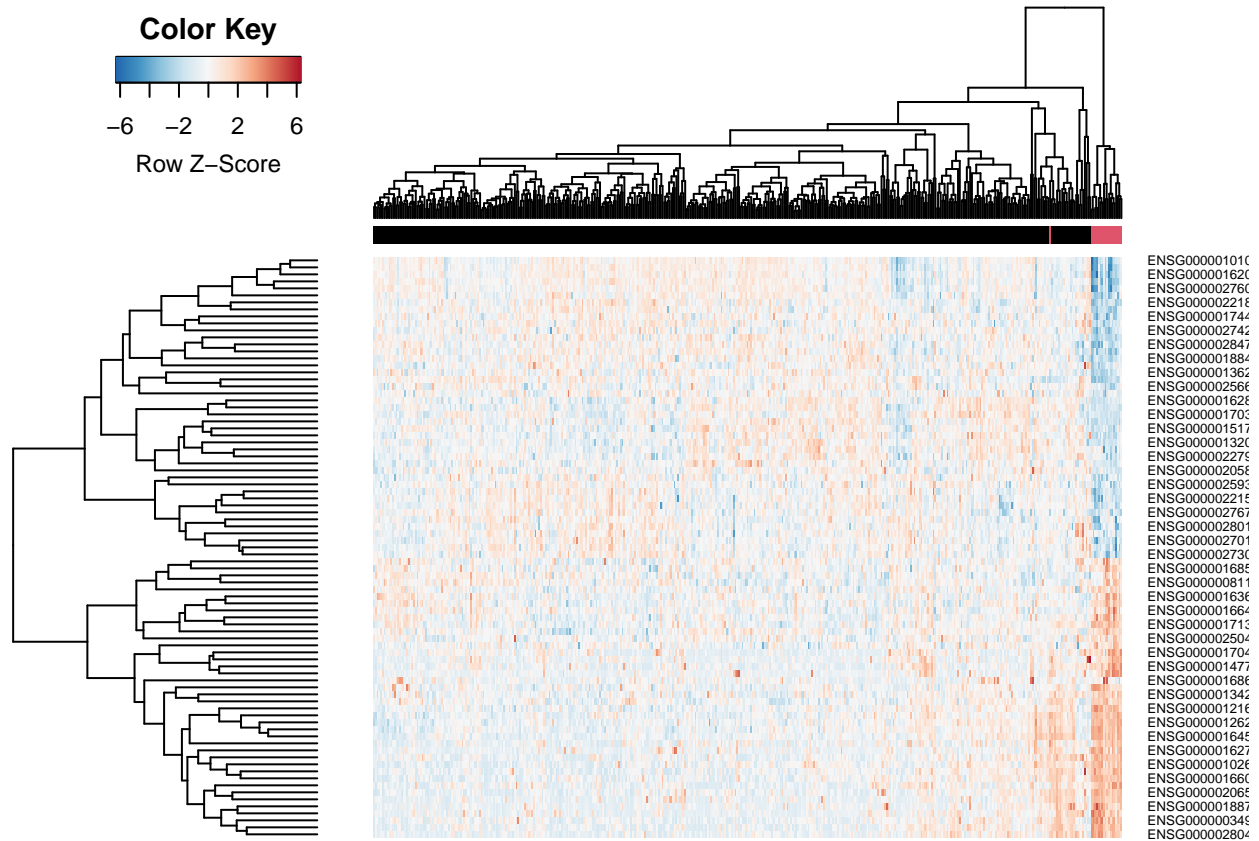 Color Key
−6 −2 2 6
Row Z−Score
ENSG000001010
ENSG000001620
ENSG000002760
ENSG000002218
ENSG000001744
ENSG000002742
ENSG000002847
ENSG000001884
ENSG000001362
ENSG000002566
ENSG000001628
ENSG000001703
ENSG000001517
ENSG000001320
ENSG000002279
ENSG000002058
ENSG000002593
ENSG000002215
ENSG000002767
ENSG000002801
ENSG000002701
ENSG000002730
ENSG000001685
ENSG000000811
ENSG000001636
ENSG000001664
ENSG000001713
ENSG000002504
ENSG000001704
ENSG000001477
ENSG000001686
ENSG000001342
ENSG000001216
ENSG000001262
ENSG000001645
ENSG000001627
ENSG000001026
ENSG000001660
ENSG000002065
ENSG000001887
ENSG000000349
ENSG000002804